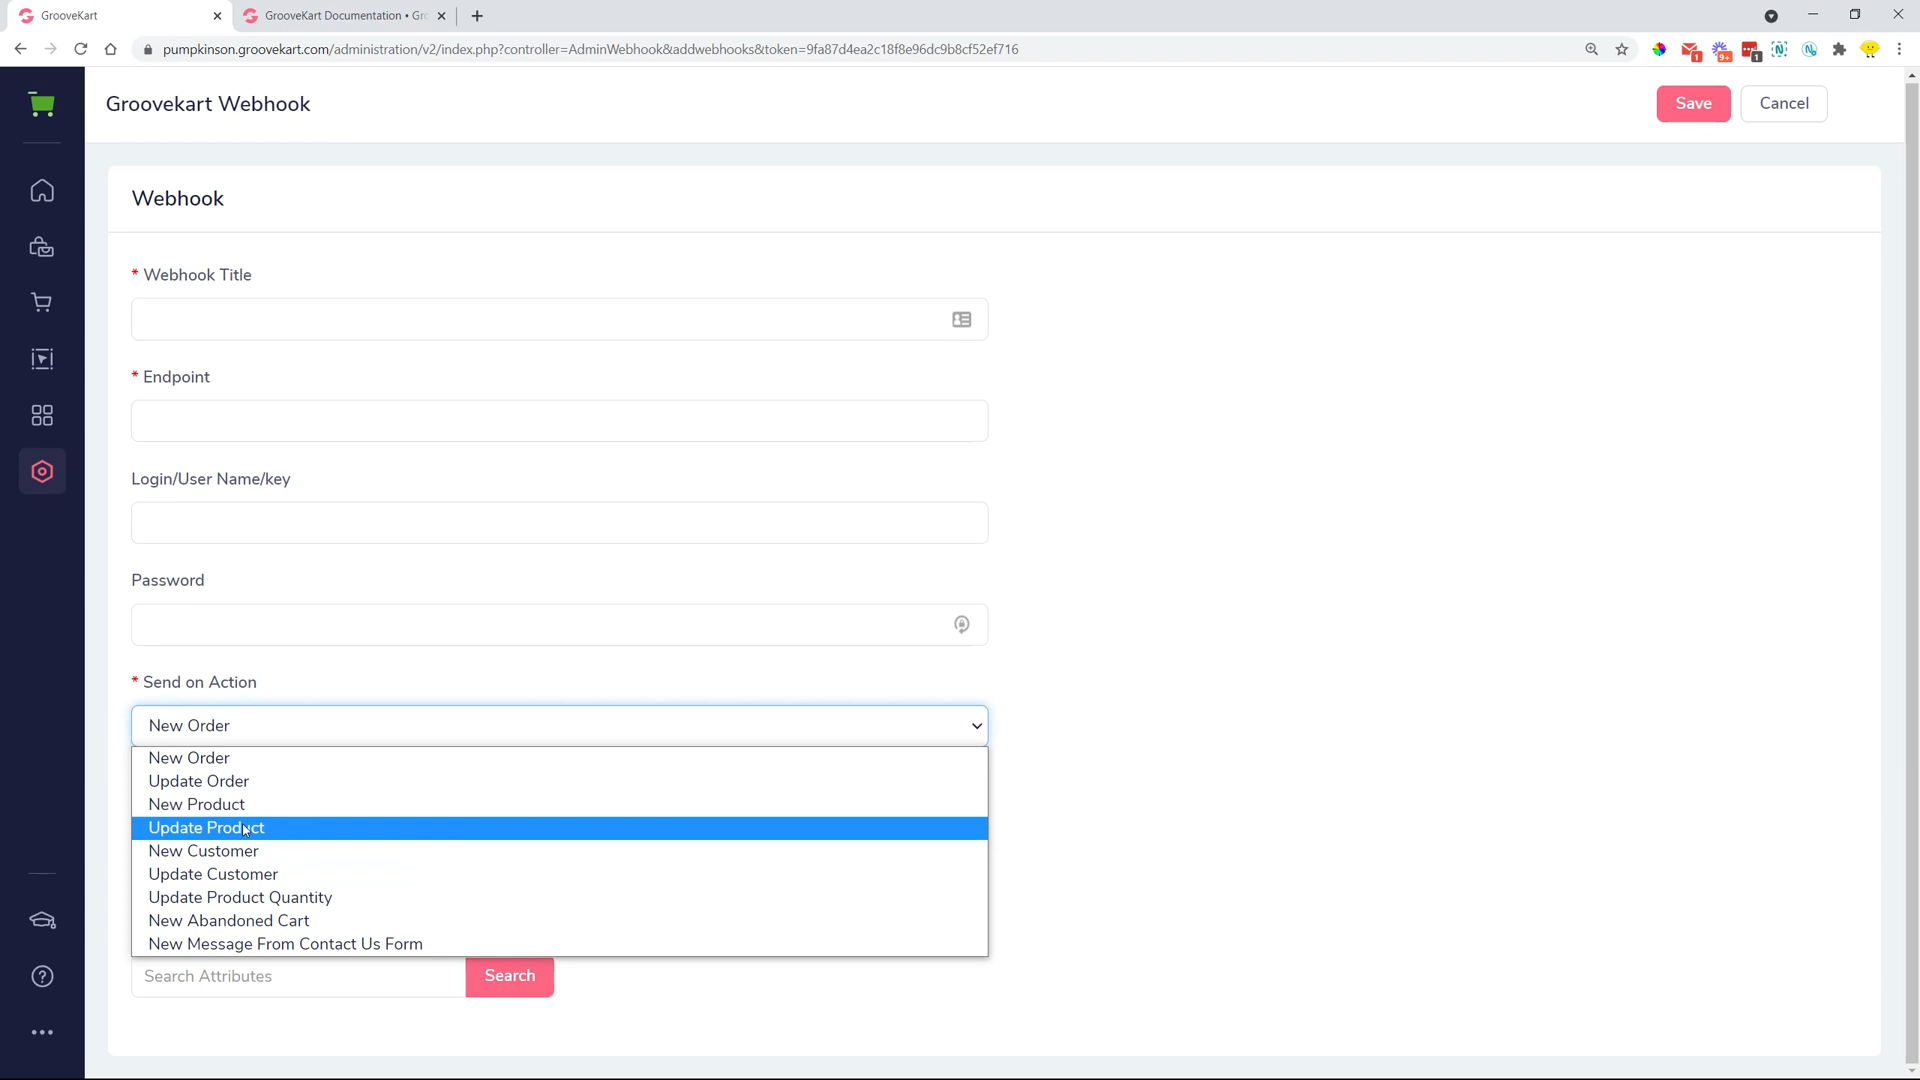 GrooveKart
GrooveKart Documentation • Gr
pumpkinson.groovekart.com/administration/v2/index.php?controller=AdminWebhook&addwebhooks&token=9fa87d4ea2c18f8e96dc9b8cf52ef716
1
9+
1
Groovekart Webhook
Save
Cancel
Webhook
* Webhook Title
* Endpoint
Login/User Name/key
Password
* Send on Action
New Order
New Order
Update Order
New Product
Update Product
New Customer
Update Customer
Update Product Quantity
New Abandoned Cart
New Message From Contact Us Form
Search Attributes
Search